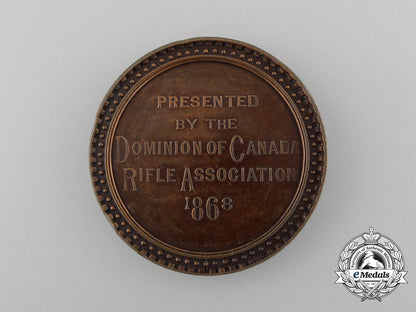 PRESENTED
BY THE
DOMINION OF CANADA
RIFLE ASSOCIATION
1868
eMedals